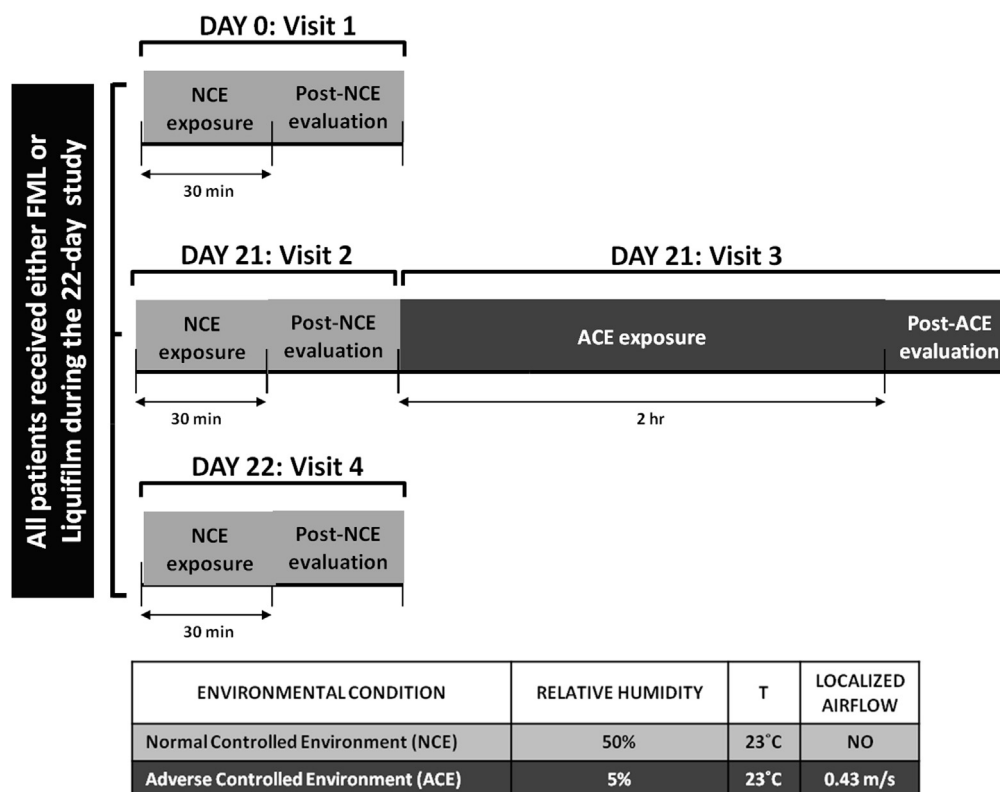 All patients received either FML or
Liquifilm during the 22-day study
DAY 0: Visit 1
NCE
exposure
Post-NCE
evaluation
30 min
DAY 21: Visit 2
DAY 21: Visit 3
NCE
exposure
Post-NCE
evaluation
ACE exposure
Post-ACE
evaluation
30 min
2 hr
DAY 22: Visit 4
NCE
exposure
Post-NCE
evaluation
30 min
ENVIRONMENTAL CONDITION
RELATIVE HUMIDITY
T
LOCALIZED
AIRFLOW
Normal Controlled Environment (NCE)
50%
23˚C
NO
Adverse Controlled Environment (ACE)
5%
23˚C
0.43 m/s